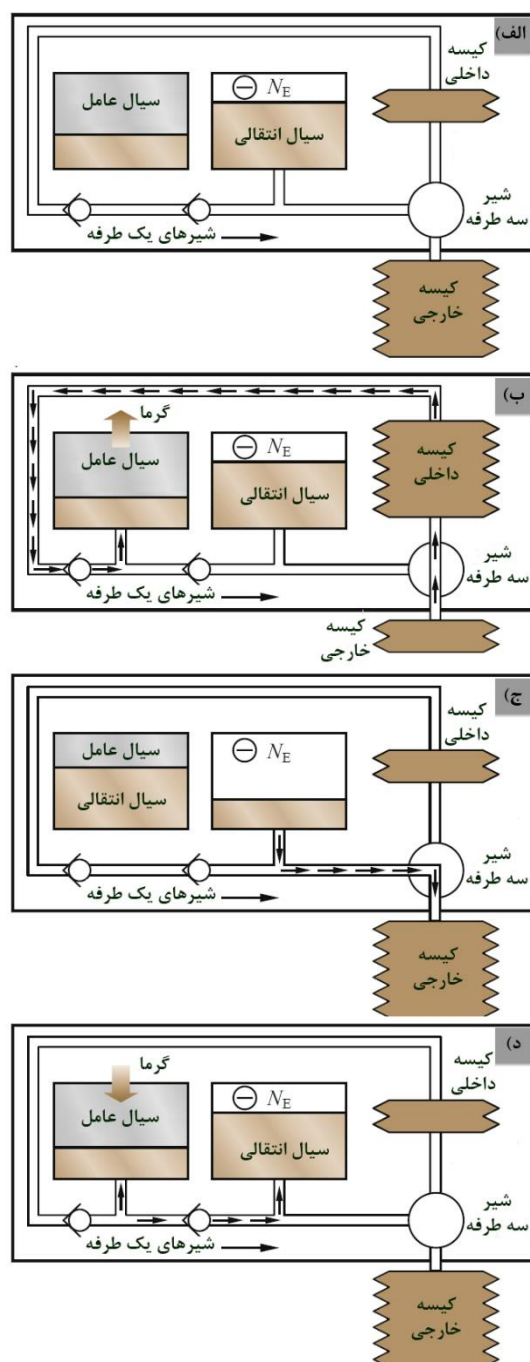 الف)
کیسه
داخلی
سیال عامل
⊖ N_E
سیال انتقالی
شیر
سه طرفه
شیرهای یک طرفه
کیسه
خارجی
ب)
گرما
سیال عامل
⊖ N_E
سیال انتقالی
کیسه
داخلی
شیر
سه طرفه
شیرهای یک طرفه
کیسه
خارجی
ج)
کیسه
داخلی
سیال عامل
سیال انتقالی
⊖ N_E
شیر
سه طرفه
شیرهای یک طرفه
کیسه
خارجی
د)
کیسه
داخلی
گرما
سیال عامل
⊖ N_E
سیال انتقالی
شیر
سه طرفه
شیرهای یک طرفه
کیسه
خارجی